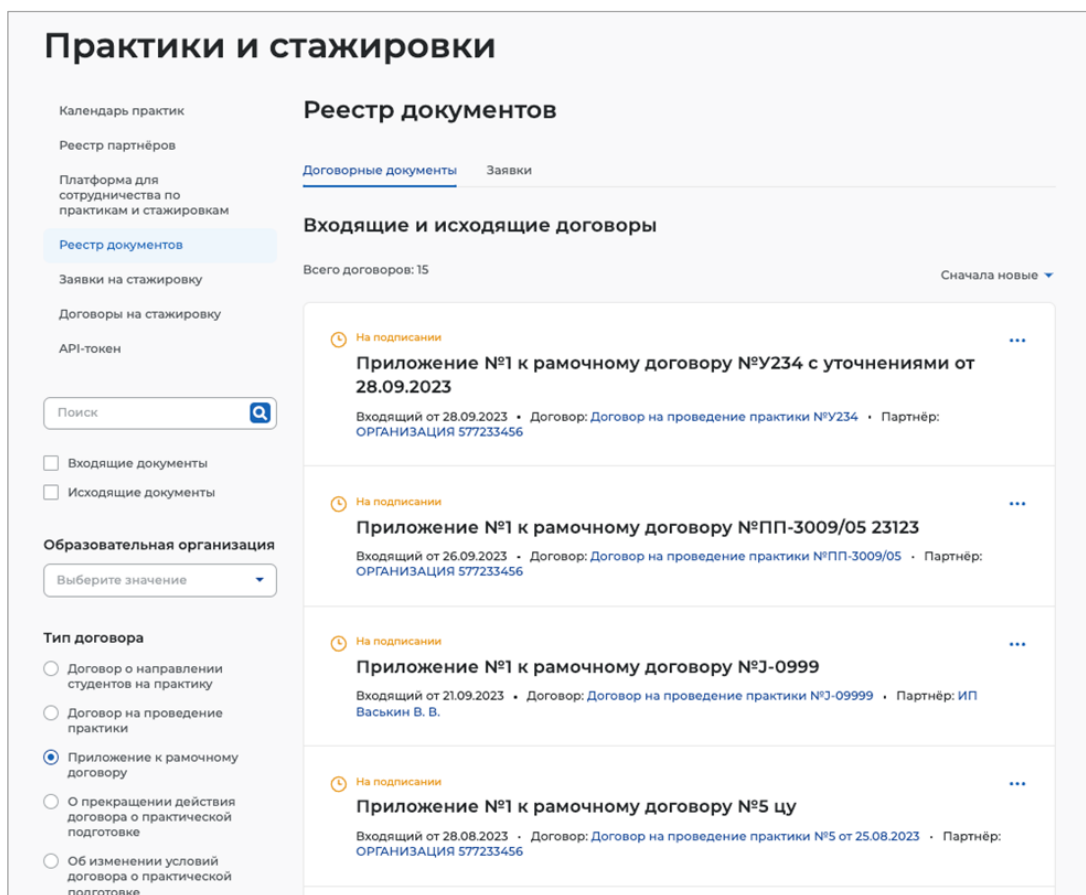 Практики и стажировки
Календарь практик
Реестр партнёров
Платформа для
сотрудничества по
практикам и стажировкам
Реестр документов
Заявки на стажировку
Договоры на стажировку
API-токен
Поиск
Входящие документы
Исходящие документы
Образовательная организация
Выберите значение
Тип договора
Договор о направлении
студентов на практику
Договор на проведение
практики
Приложение к рамочному
договору
О прекращении действия
договора о практической
подготовке
Об изменении условий
договора о практической
подготовке
Реестр документов
Договорные документы
Заявки
Входящие и исходящие договоры
Всего договоров: 15
Сначала новые
На подписании
Приложение №1 к рамочному договору №У234 с уточнениями от
28.09.2023
Входящий от 28.09.2023 • Договор: Договор на проведение практики №У234 • Партнёр:
ОРГАНИЗАЦИЯ 577233456
На подписании
Приложение №1 к рамочному договору №ПП-3009/05 23123
Входящий от 26.09.2023 • Договор: Договор на проведение практики №ПП-3009/05 • Партнёр:
ОРГАНИЗАЦИЯ 577233456
На подписании
Приложение №1 к рамочному договору №J-0999
Входящий от 21.09.2023 • Договор: Договор на проведение практики №J-09999 • Партнёр: ИП
Васькин В. В.
На подписании
Приложение №1 к рамочному договору №5 цу
Входящий от 28.08.2023 • Договор: Договор на проведение практики №5 от 25.08.2023 • Партнёр:
ОРГАНИЗАЦИЯ 577233456